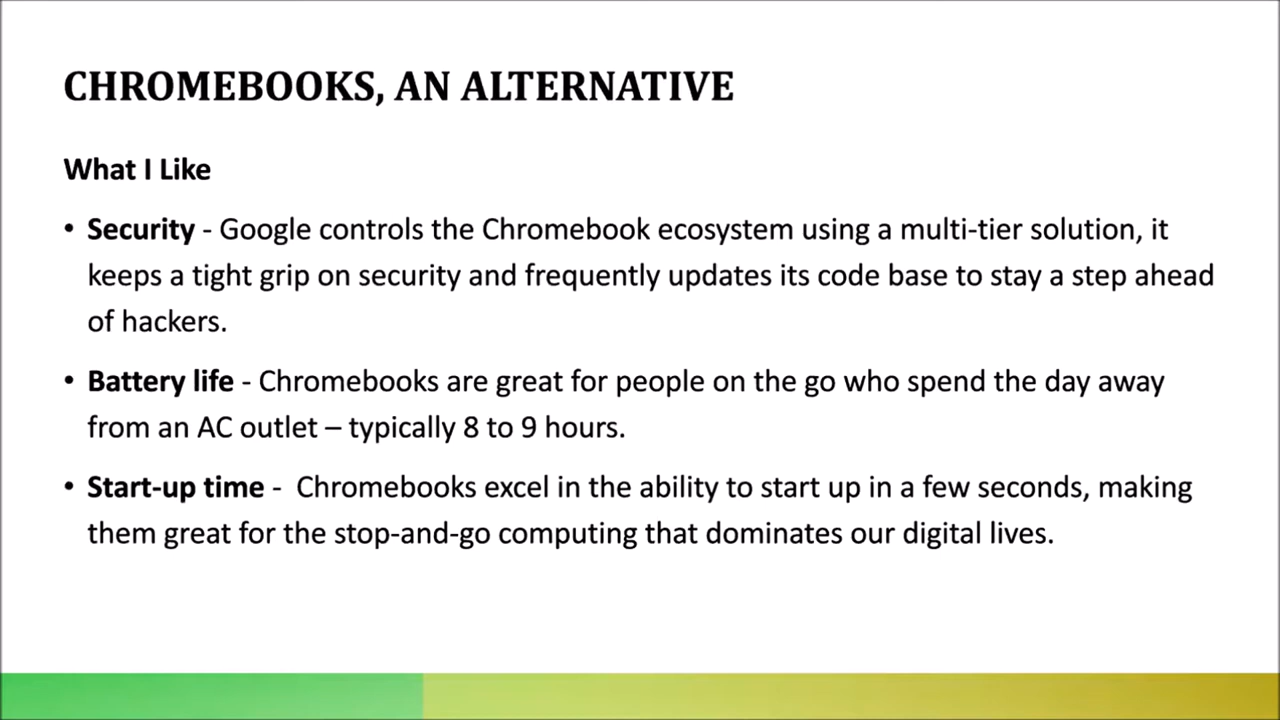 CHROMEBOOKS, AN ALTERNATIVE
What I Like
• Security - Google controls the Chromebook ecosystem using a multi-tier solution, it
keeps a tight grip on security and frequently updates its code base to stay a step ahead
of hackers.
• Battery life - Chromebooks are great for people on the go who spend the day away
from an AC outlet – typically 8 to 9 hours.
• Start-up time -  Chromebooks excel in the ability to start up in a few seconds, making
them great for the stop-and-go computing that dominates our digital lives.